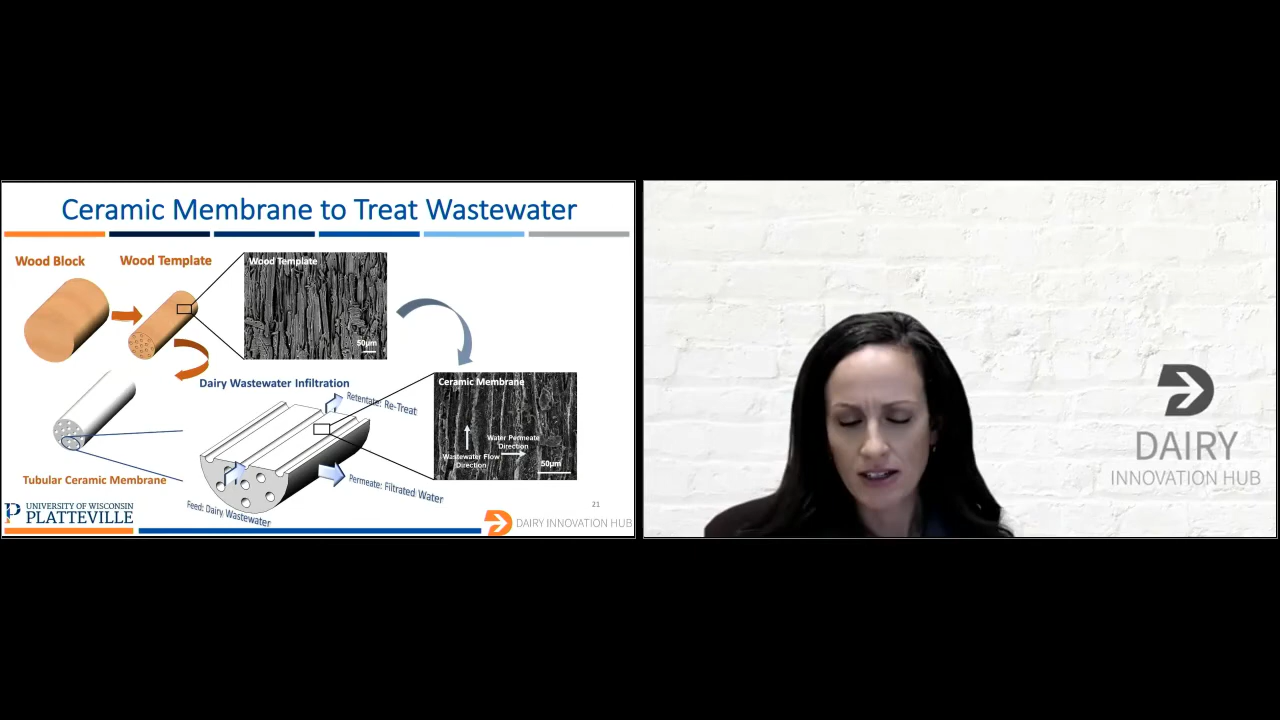 Ceramic Membrane to Treat Wastewater
Wood Block
Wood Template
Wood Template
50µm
Dairy Wastewater Infiltration
Retentate: Re-Treat
Ceramic Membrane
Water Permeate
Direction
Wastewater Flow
Direction
50µm
Tubular Ceramic Membrane
Permeate: Filtrated Water
Feed: Dairy Wastewater
21
UNIVERSITY OF WISCONSIN
PLATTEVILLE
DAIRY INNOVATION HUB
DAIRY
INNOVATION HUB